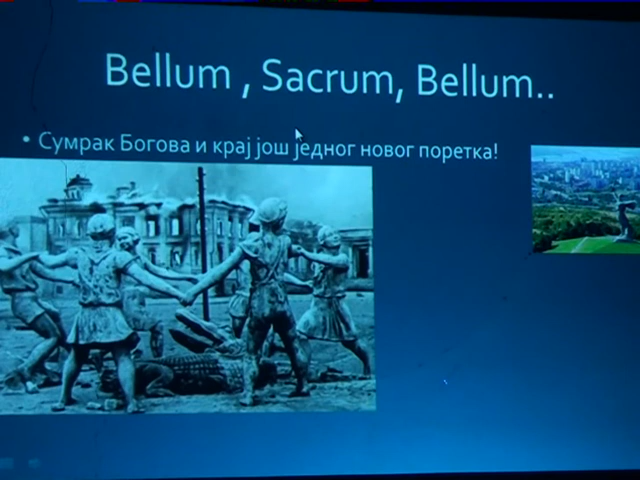 Bellum , Sacrum, Bellum..
• Сумрак Богова и крај још једног новог поретка!